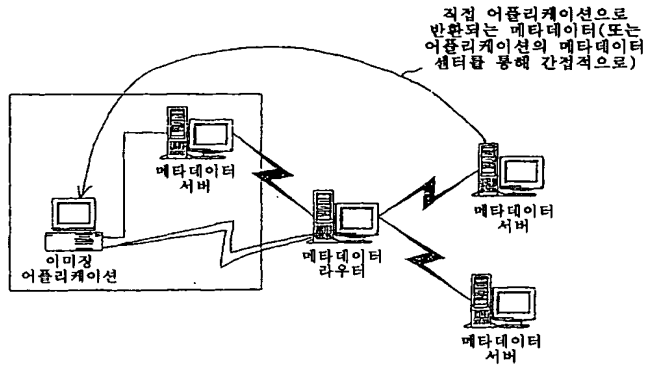 직접 어플리케이션으로
반환되는 메타데이터(또는
어플리케이션의 메타데이터
센터를 통해 간접적으로)
메타데이터
서버
이미징
어플리케이션
메타데이터
라우터
메타데이터
서버
메타데이터
서버